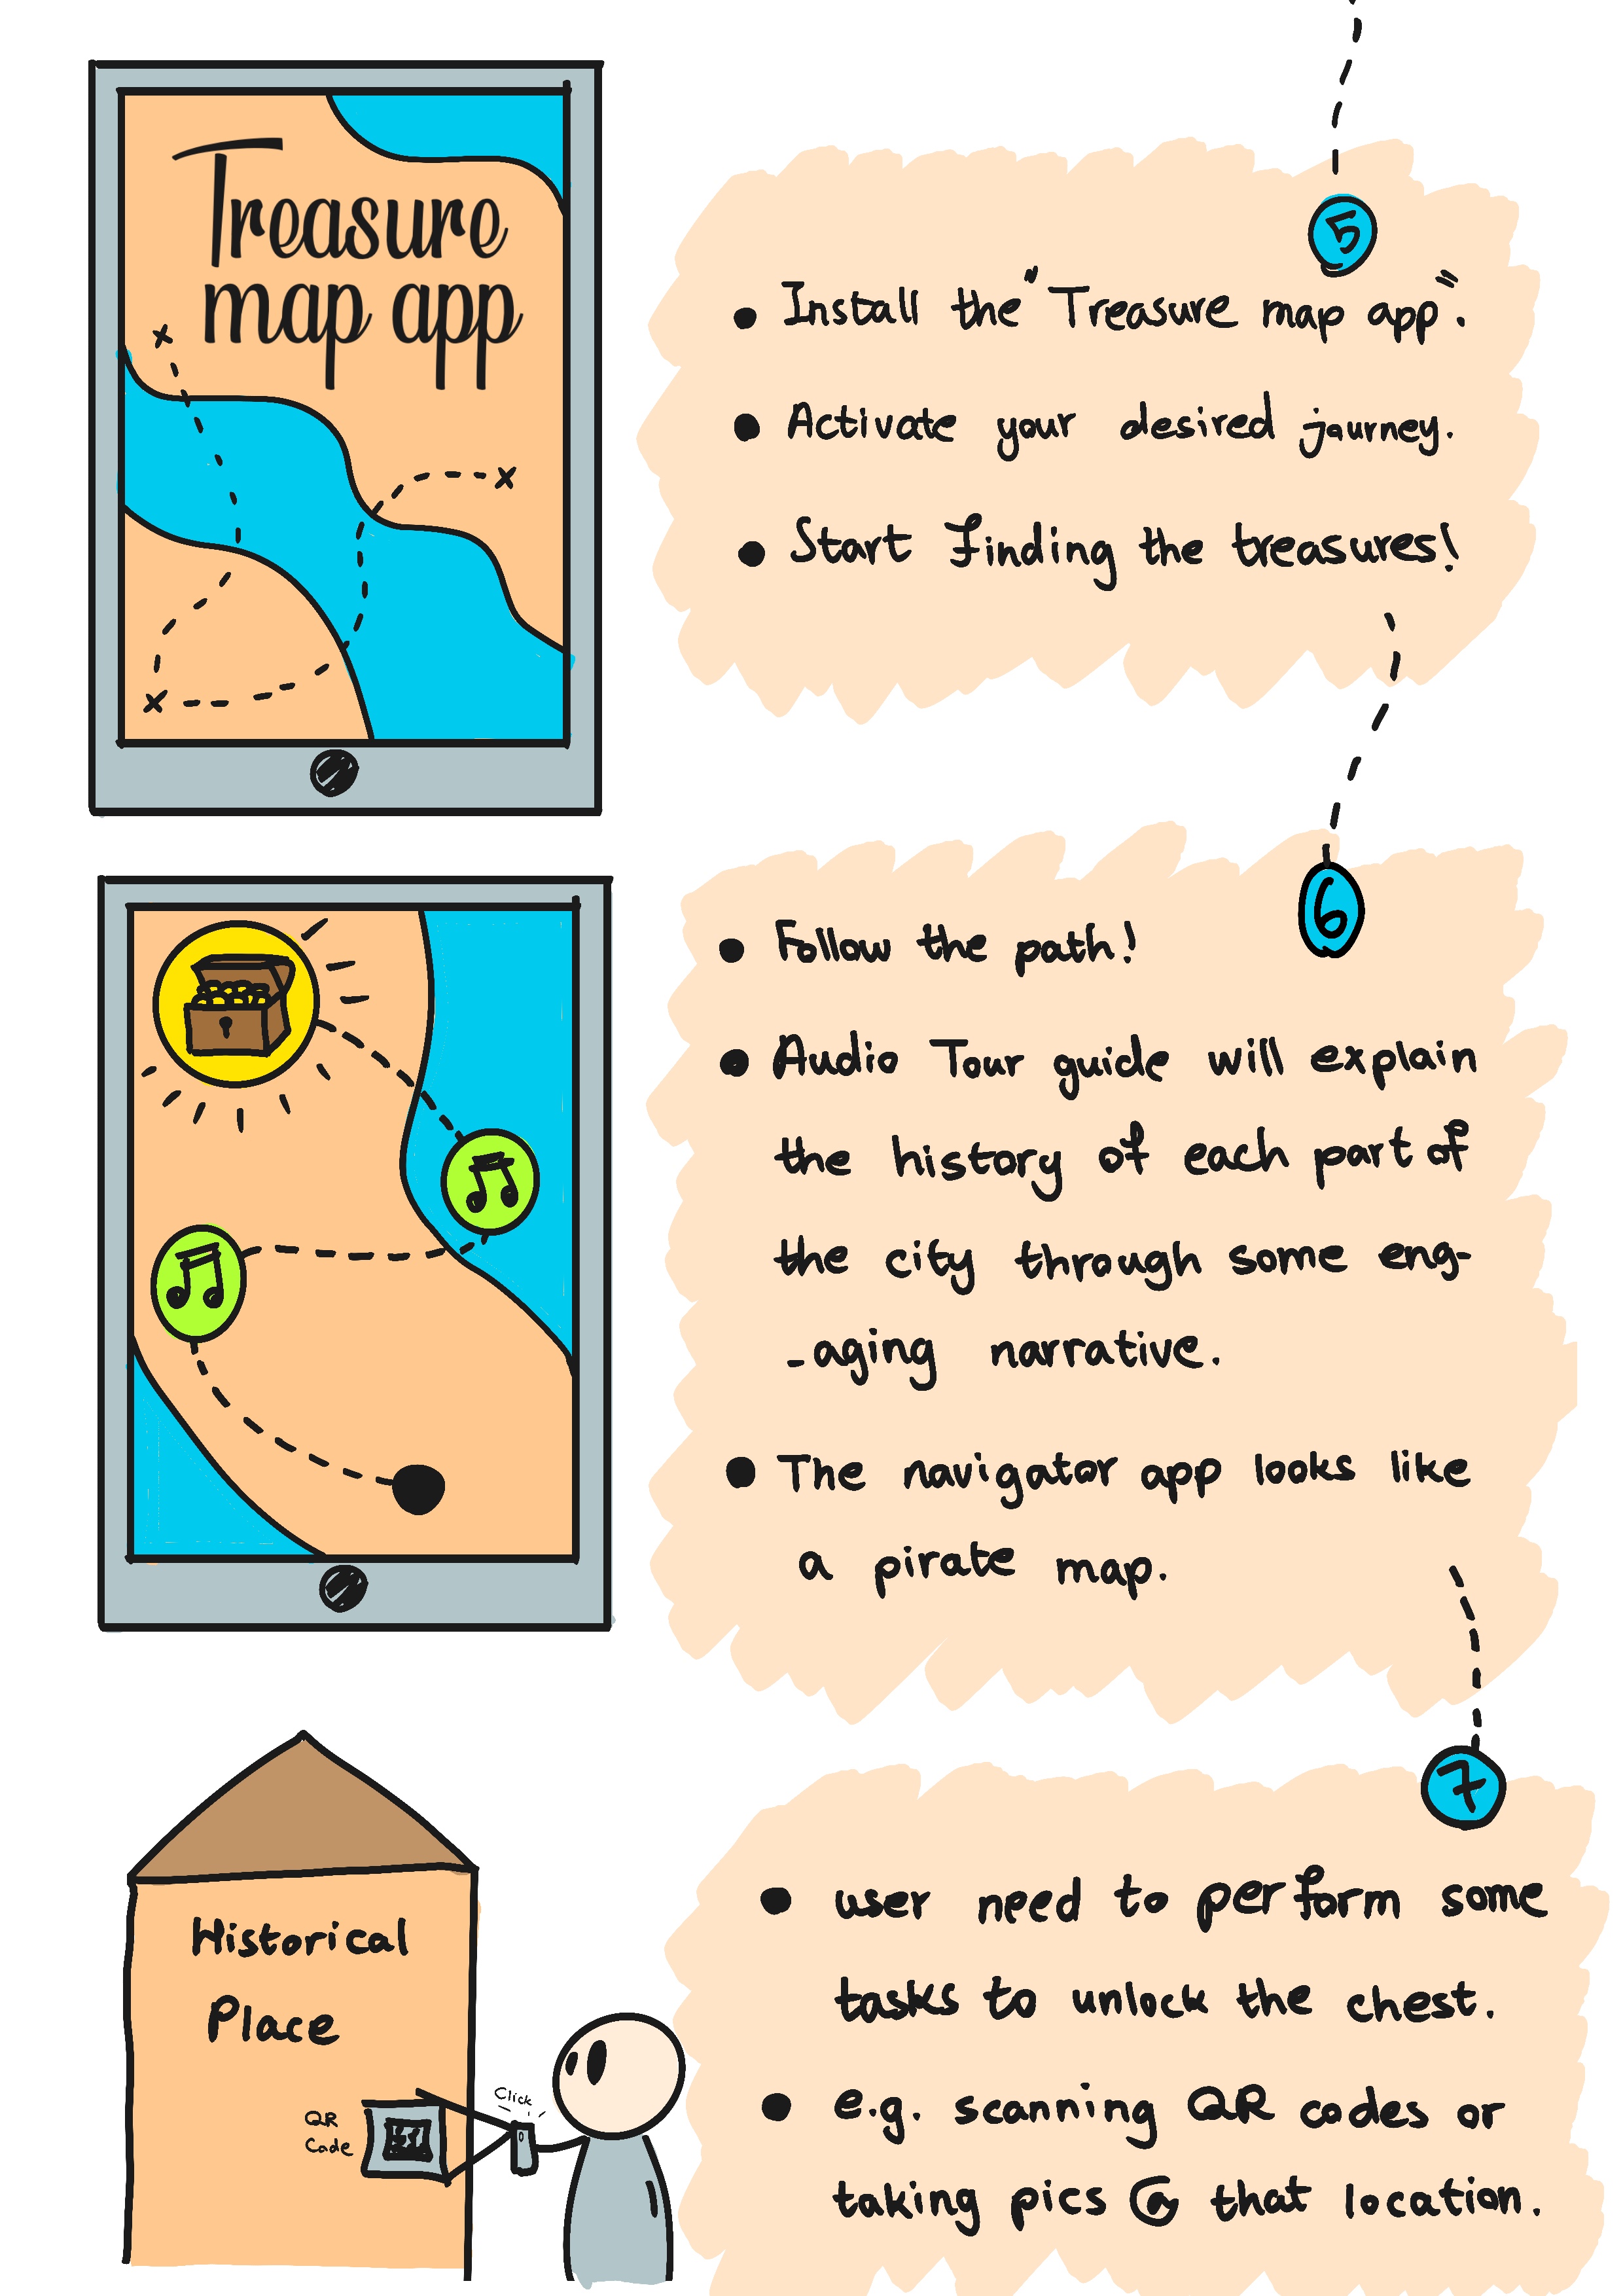 Treasure
map app
5
• Install the "Treasure map app".
• Activate your desired journey.
• Start Finding the treasures!
6
• Follow the path!
• Audio Tour guide will explain
the history of each part of
the city through some eng-
-aging narrative.
• The navigator app looks like
a pirate map.
7
• user need to perform some
tasks to unlock the chest.
• e.g. scanning QR codes or
taking pics @ that location.
Historical
Place
QR
Code
Click